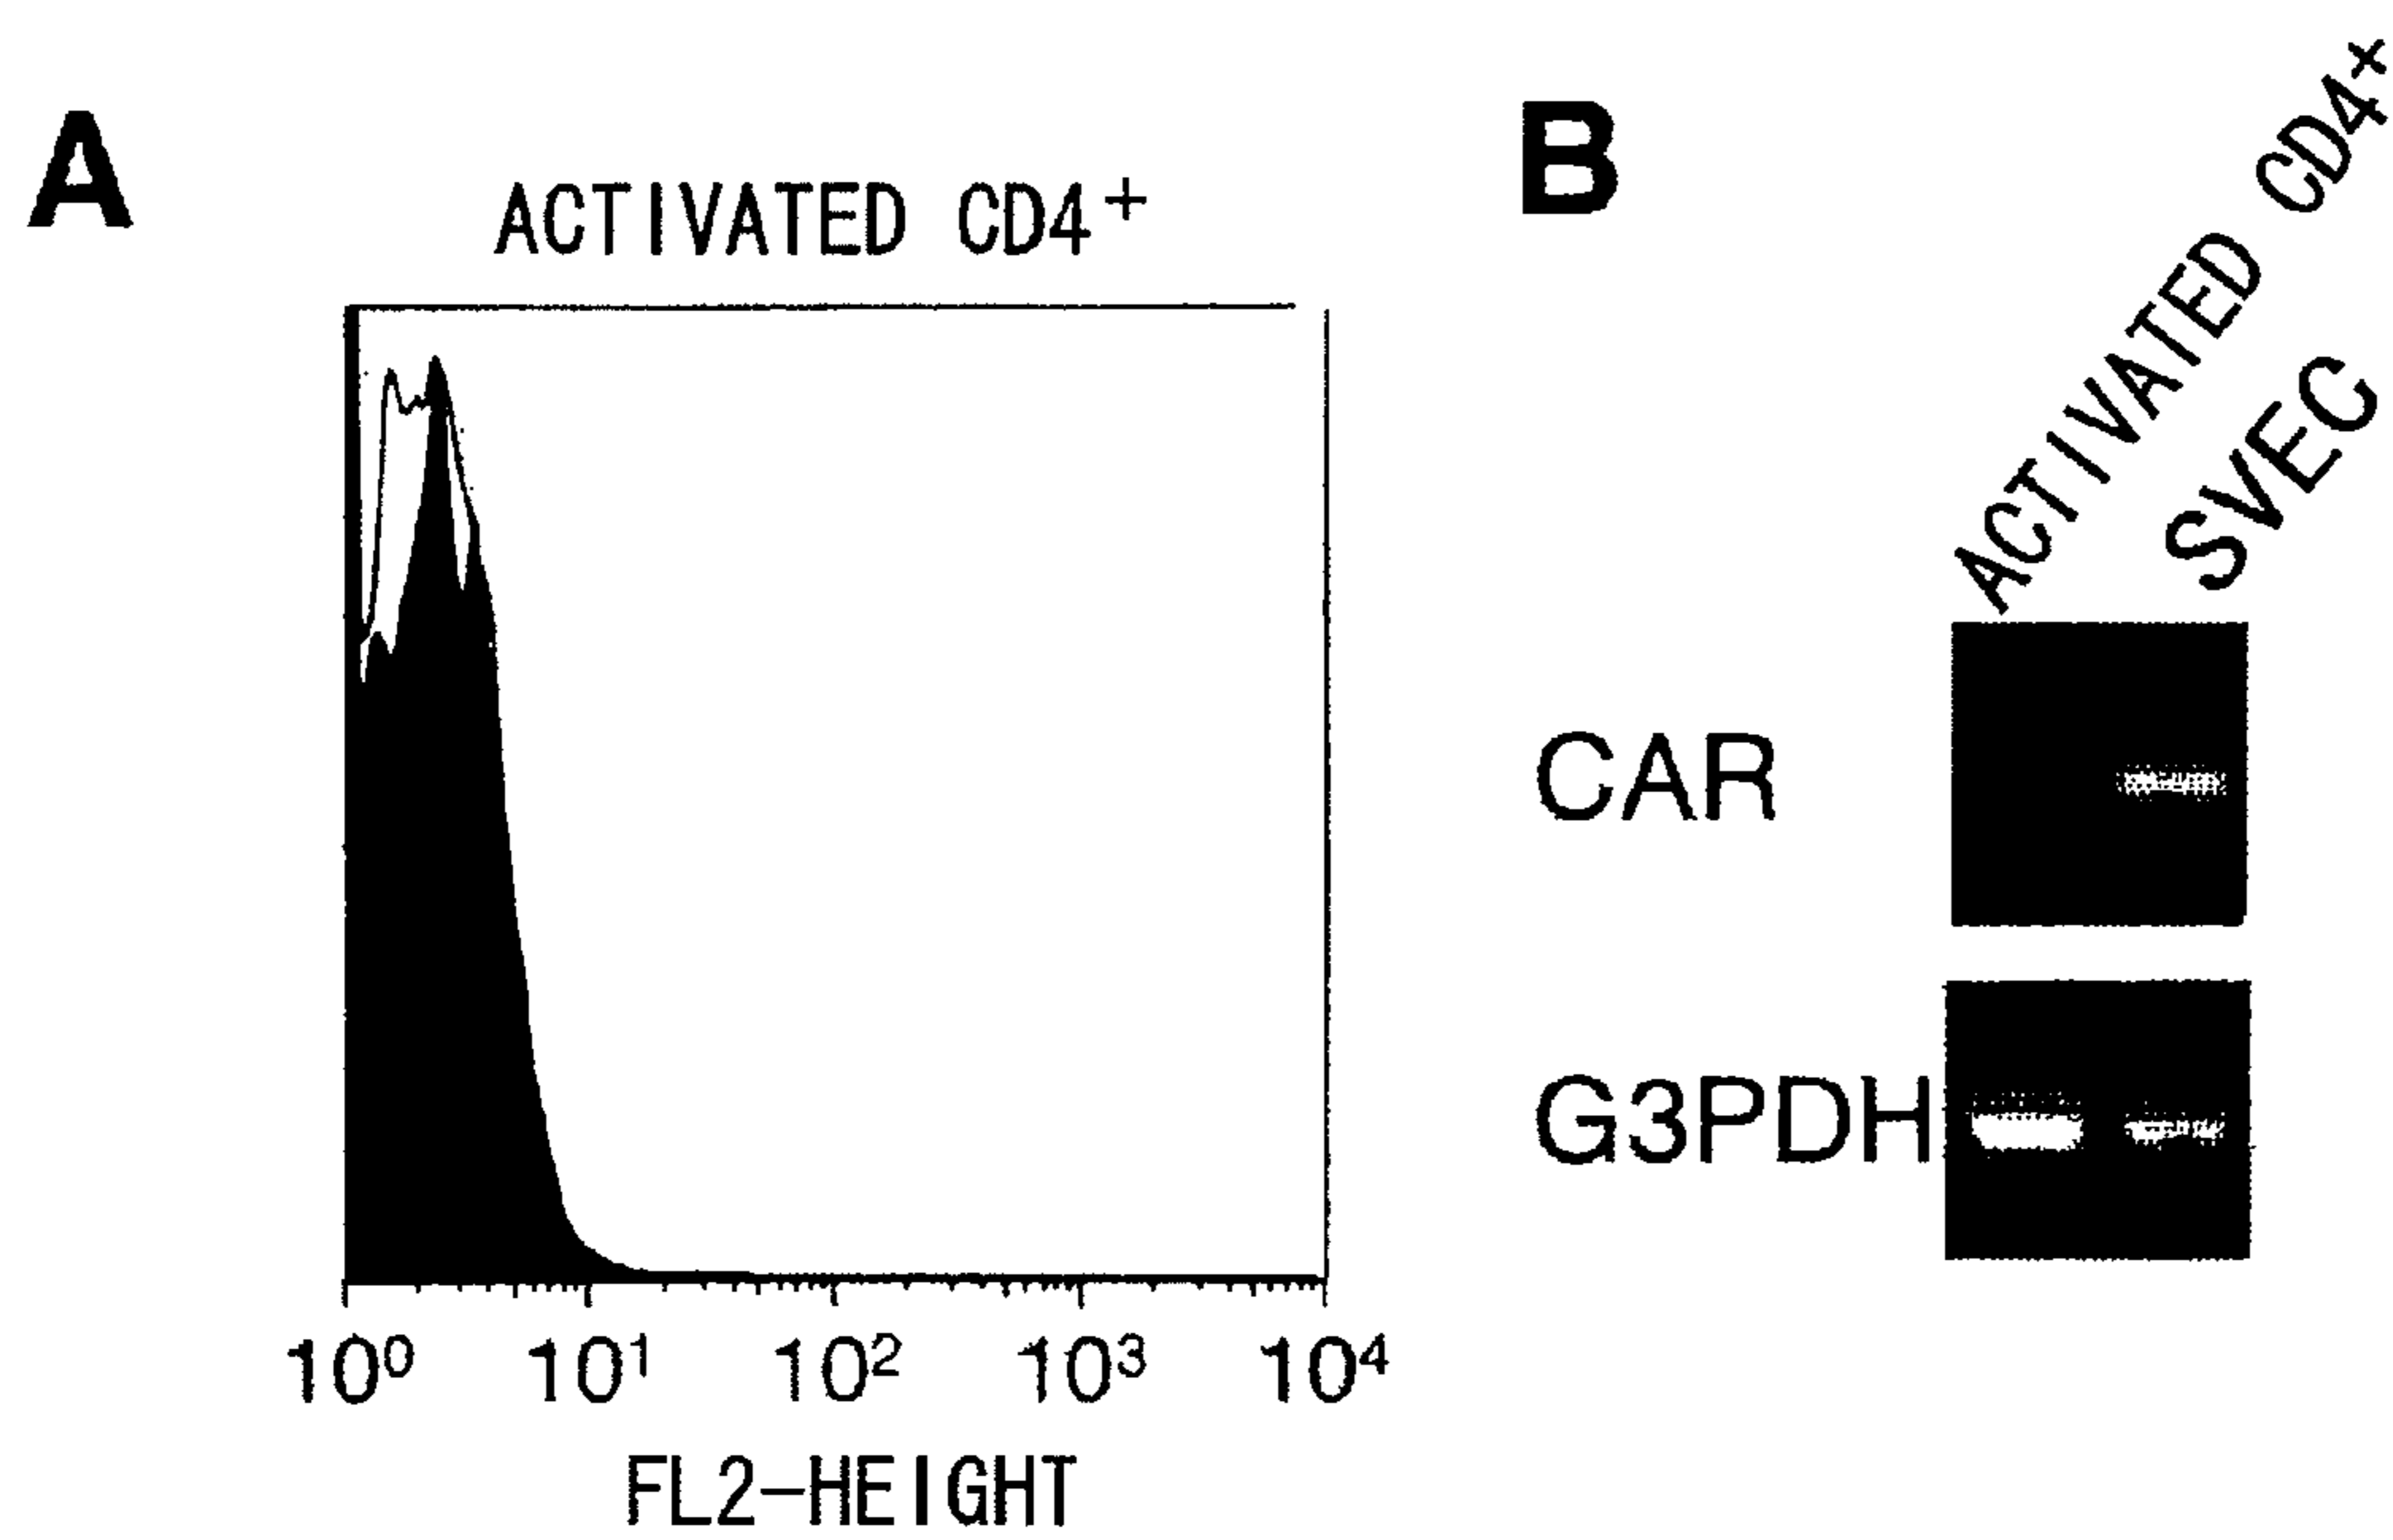 A
ACTIVATED CD4⁺
10⁰ 10¹ 10² 10³ 10⁴
FL2-HEIGHT
B
ACTIVATED CD4⁺
SVEC
CAR
G3PDH